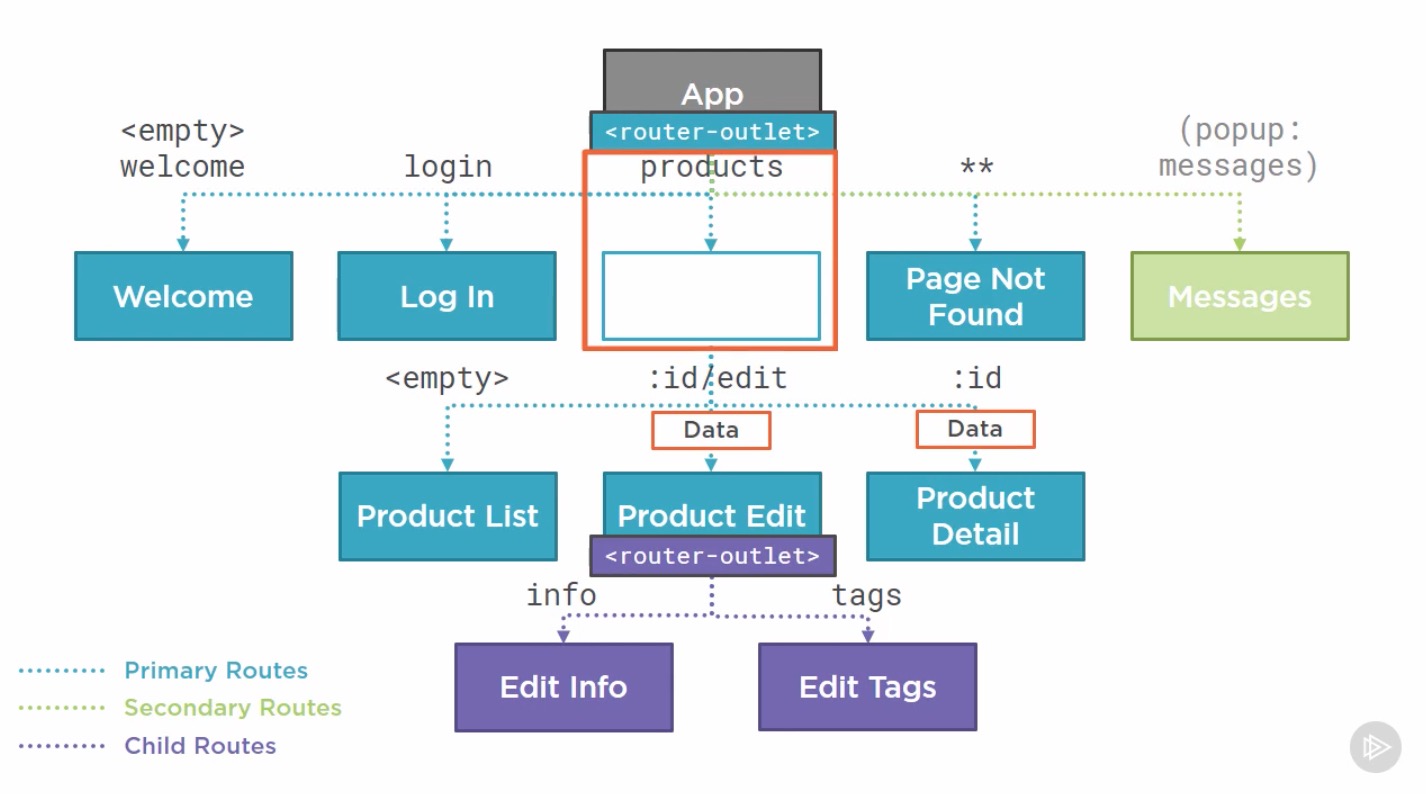 App
<router-outlet>
<empty>
welcome
login
products
**
(popup:
messages)
Welcome
Log In
Page Not
Found
Messages
<empty>
:id/edit
:id
Data
Data
Product List
Product Edit
<router-outlet>
Product
Detail
info
tags
Edit Info
Edit Tags
Primary Routes
Secondary Routes
Child Routes